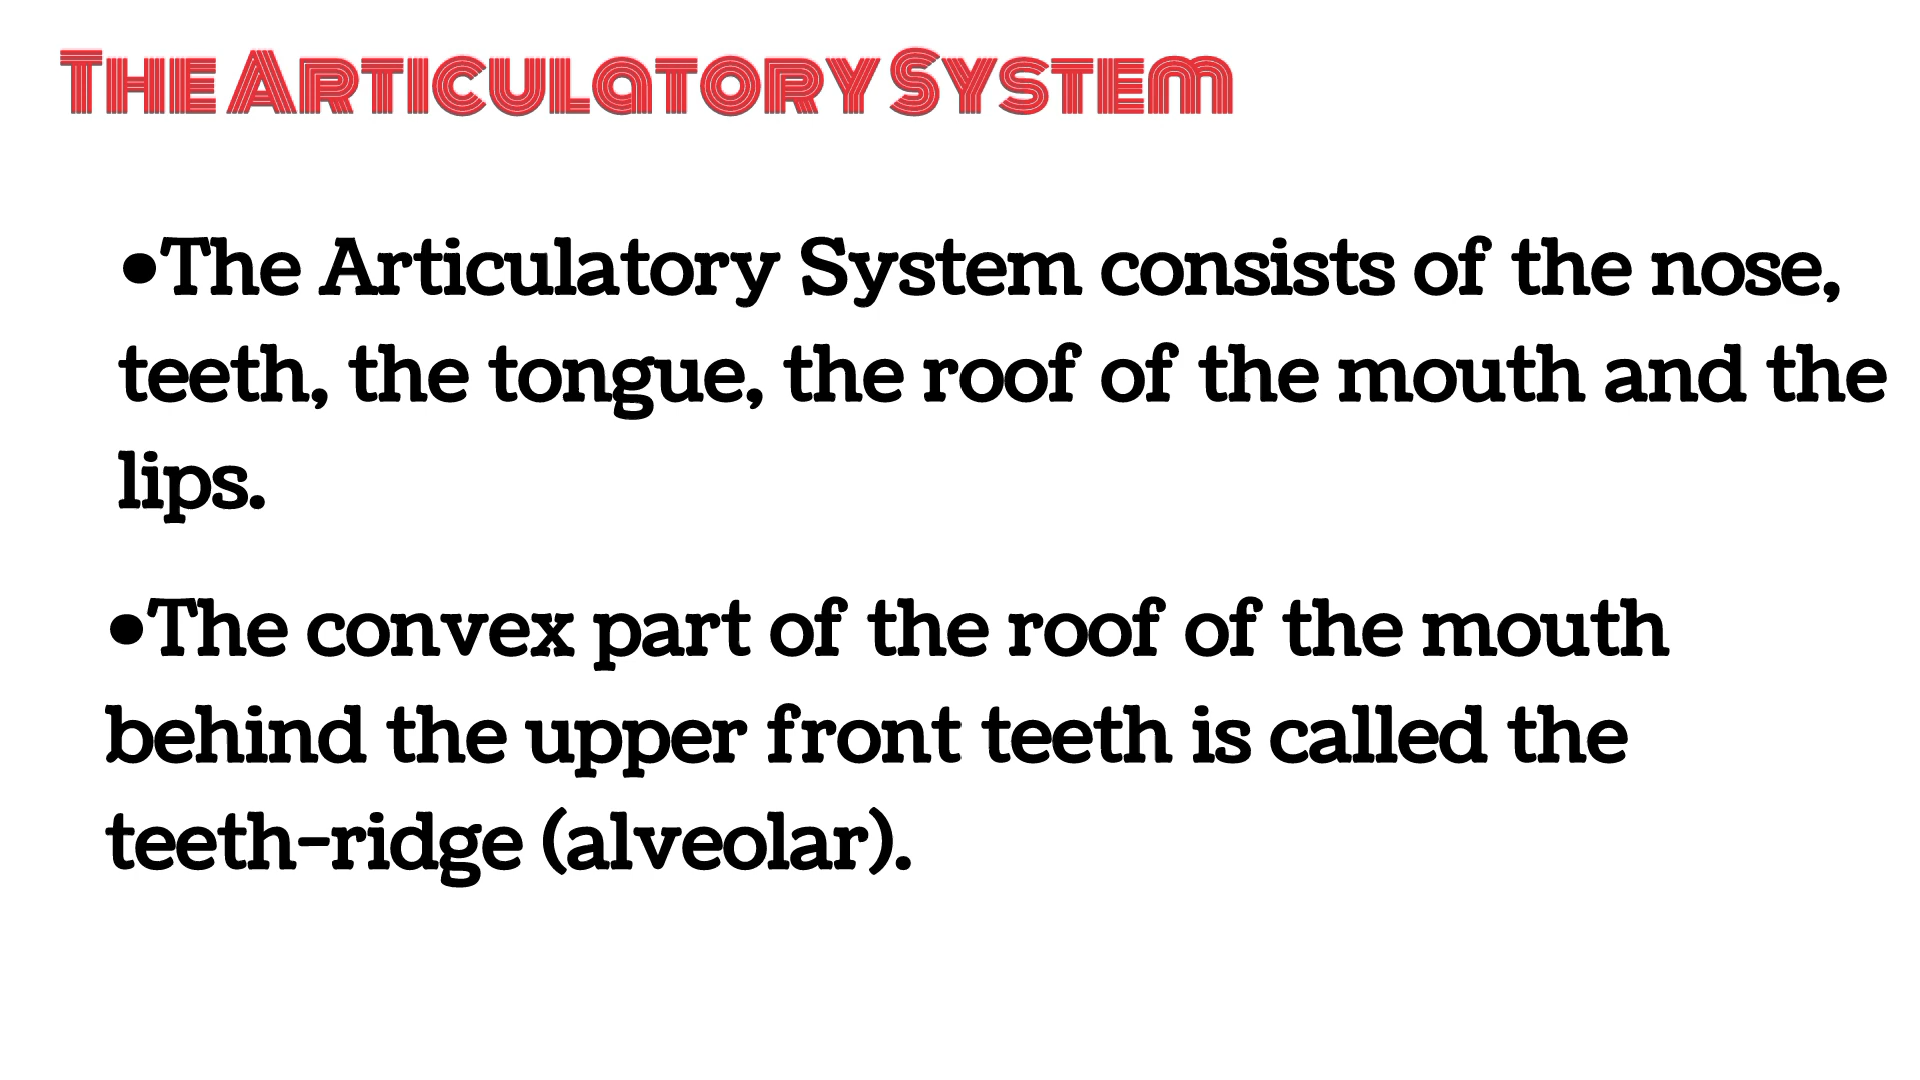 The Articulatory System
•The Articulatory System consists of the nose,
teeth, the tongue, the roof of the mouth and the
lips.
•The convex part of the roof of the mouth
behind the upper front teeth is called the
teeth-ridge (alveolar).